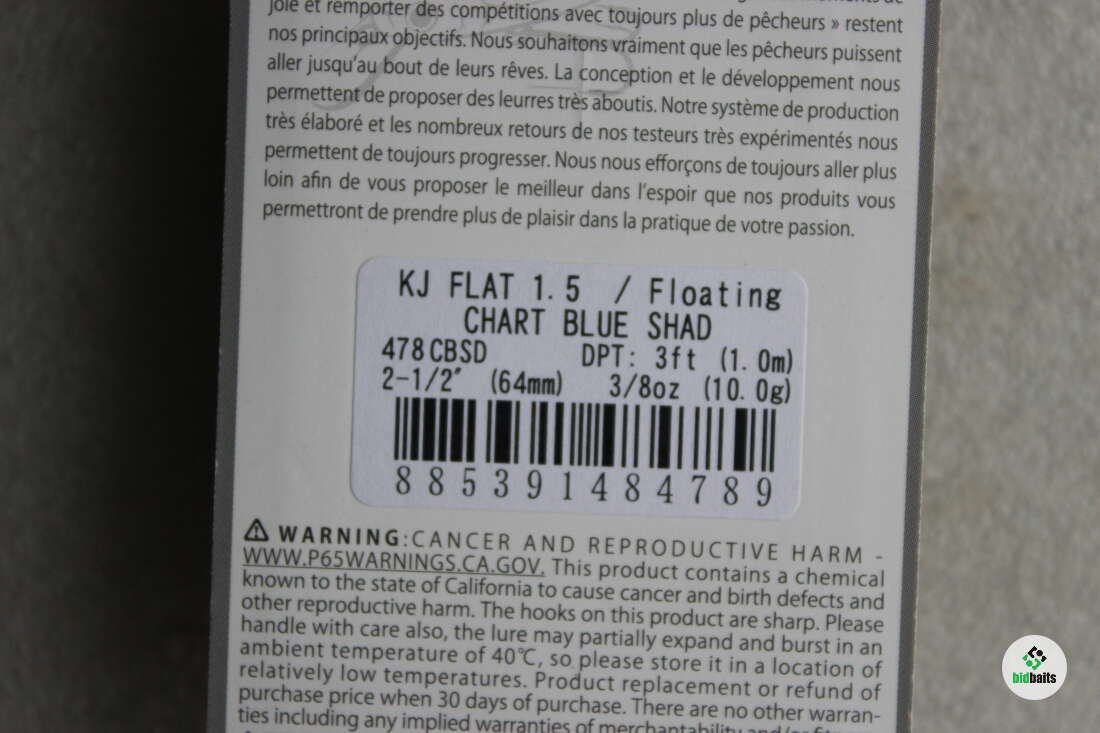 joie et remporter des compétitions avec toujours plus de pêcheurs » restent
nos principaux objectifs. Nous souhaitons vraiment que les pêcheurs puissent
aller jusqu'au bout de leurs rêves. La conception et le développement nous
permettent de proposer des leurres très aboutis. Notre système de production
très élaboré et les nombreux retours de nos testeurs très expérimentés nous
permettent de toujours progresser. Nous nous efforçons de toujours aller plus
loin afin de vous proposer le meilleur dans l'espoir que nos produits vous
permettront de prendre plus de plaisir dans la pratique de votre passion.
KJ FLAT 1.5 / Floating
CHART BLUE SHAD
478CBSD DPT: 3ft (1.0m)
2-1/2" (64mm) 3/8oz (10.0g)
885391484789
⚠ WARNING:CANCER AND REPRODUCTIVE HARM -
WWW.P65WARNINGS.CA.GOV. This product contains a chemical
known to the state of California to cause cancer and birth defects and
other reproductive harm. The hooks on this product are sharp. Please
handle with care also, the lure may partially expand and burst in an
ambient temperature of 40℃, so please store it in a location of
relatively low temperatures. Product replacement or refund of
purchase price when 30 days of purchase. There are no other warran-
ties including any implied warranties of merchantability and/or
bidbaits